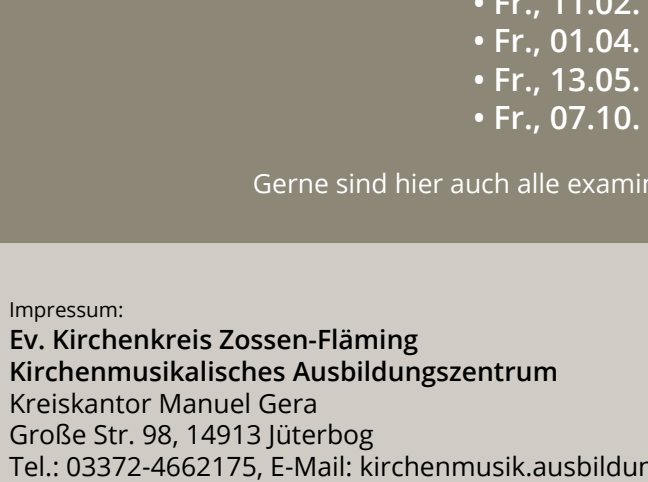 • Fr., 11.02.
• Fr., 01.04.
• Fr., 13.05.
• Fr., 07.10.
Gerne sind hier auch alle
Impressum:
Ev. Kirchenkreis Zossen-Fläming
Kirchenmusikalisches Ausbildungszentrum
Kreiskantor Manuel Gera
Große Str. 98, 14913 Jüterbog
Tel.: 03372-4662175, E-Mail: